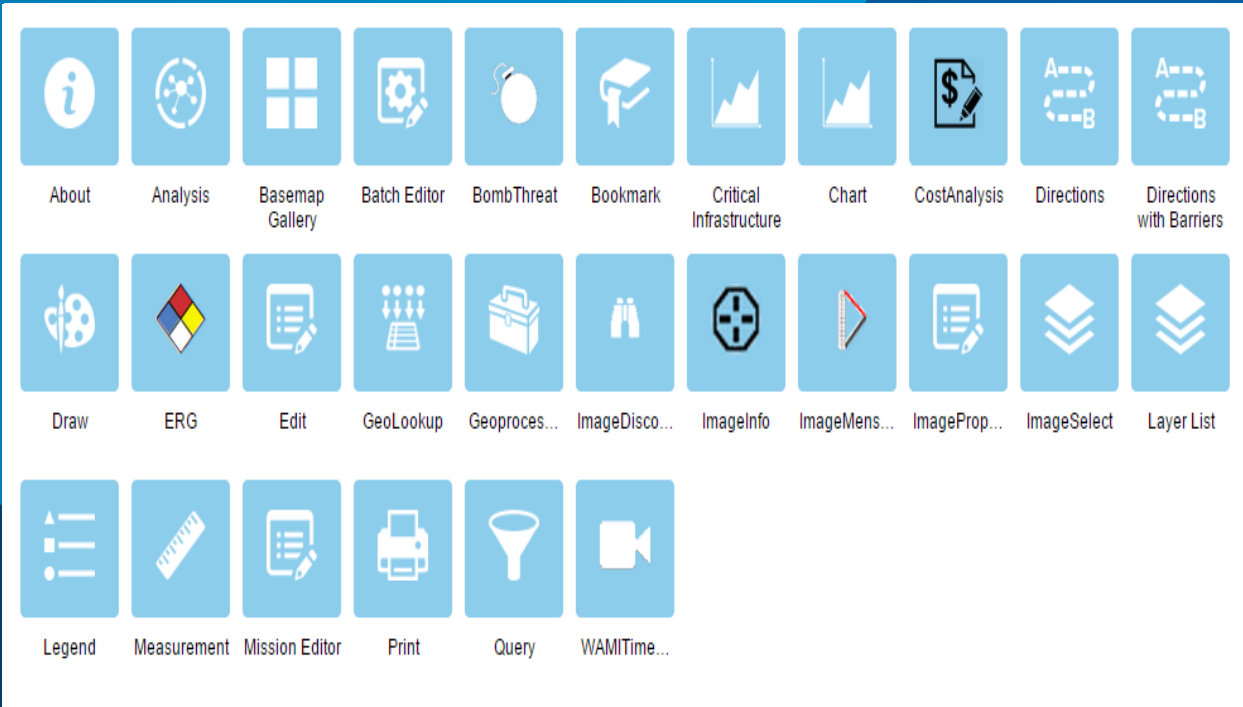 About
Analysis
Basemap
Gallery
Batch Editor
BombThreat
Bookmark
Critical
Infrastructure
Chart
CostAnalysis
Directions
Directions
with Barriers
Draw
ERG
Edit
GeoLookup
Geoproces...
ImageDisco...
ImageInfo
ImageMens...
ImageProp...
ImageSelect
Layer List
Legend
Measurement
Mission Editor
Print
Query
WAMITime...
i
$
A
B
A
B